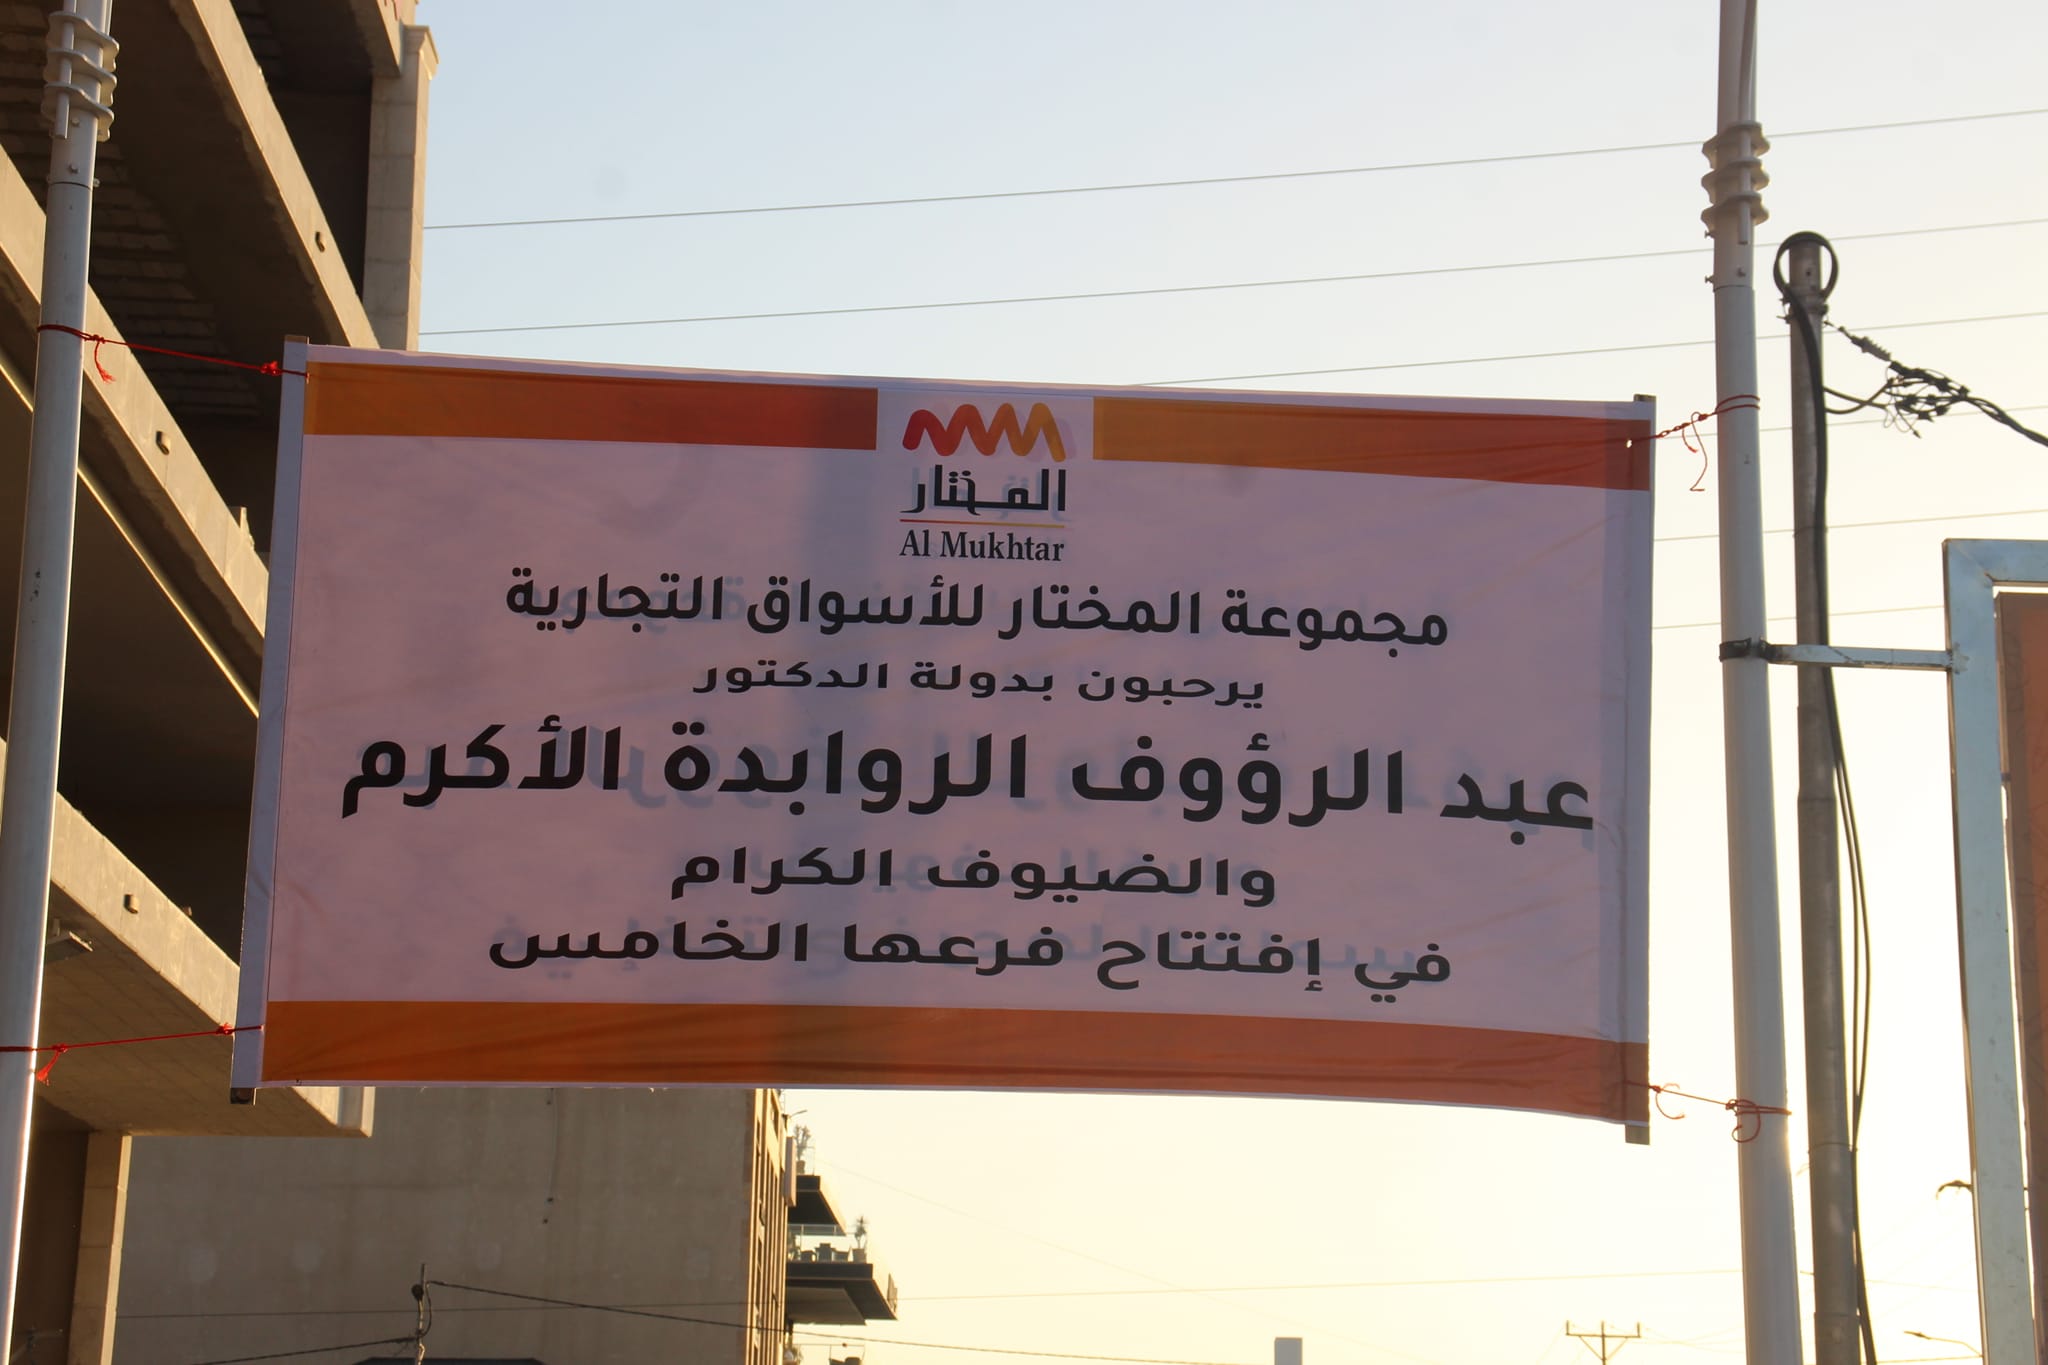 المختار
Al Mukhtar
مجموعة المختار للأسواق التجارية
يرحبون بدولة الدكتور
عبد الرؤوف الروابدة الأكرم
والضيوف الكرام
في إفتتاح فرعها الخامس